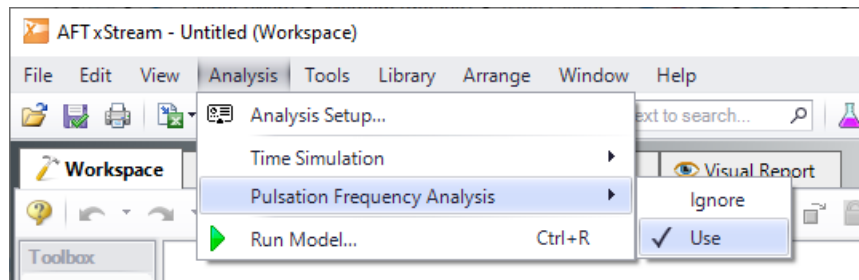 AFT xStream - Untitled (Workspace)
File Edit View Analysis Tools Library Arrange Window Help
Analysis Setup...
ext to search...
Workspace
Time Simulation
Visual Report
Pulsation Frequency Analysis
Ignore
Run Model... Ctrl+R
Use
Toolbox